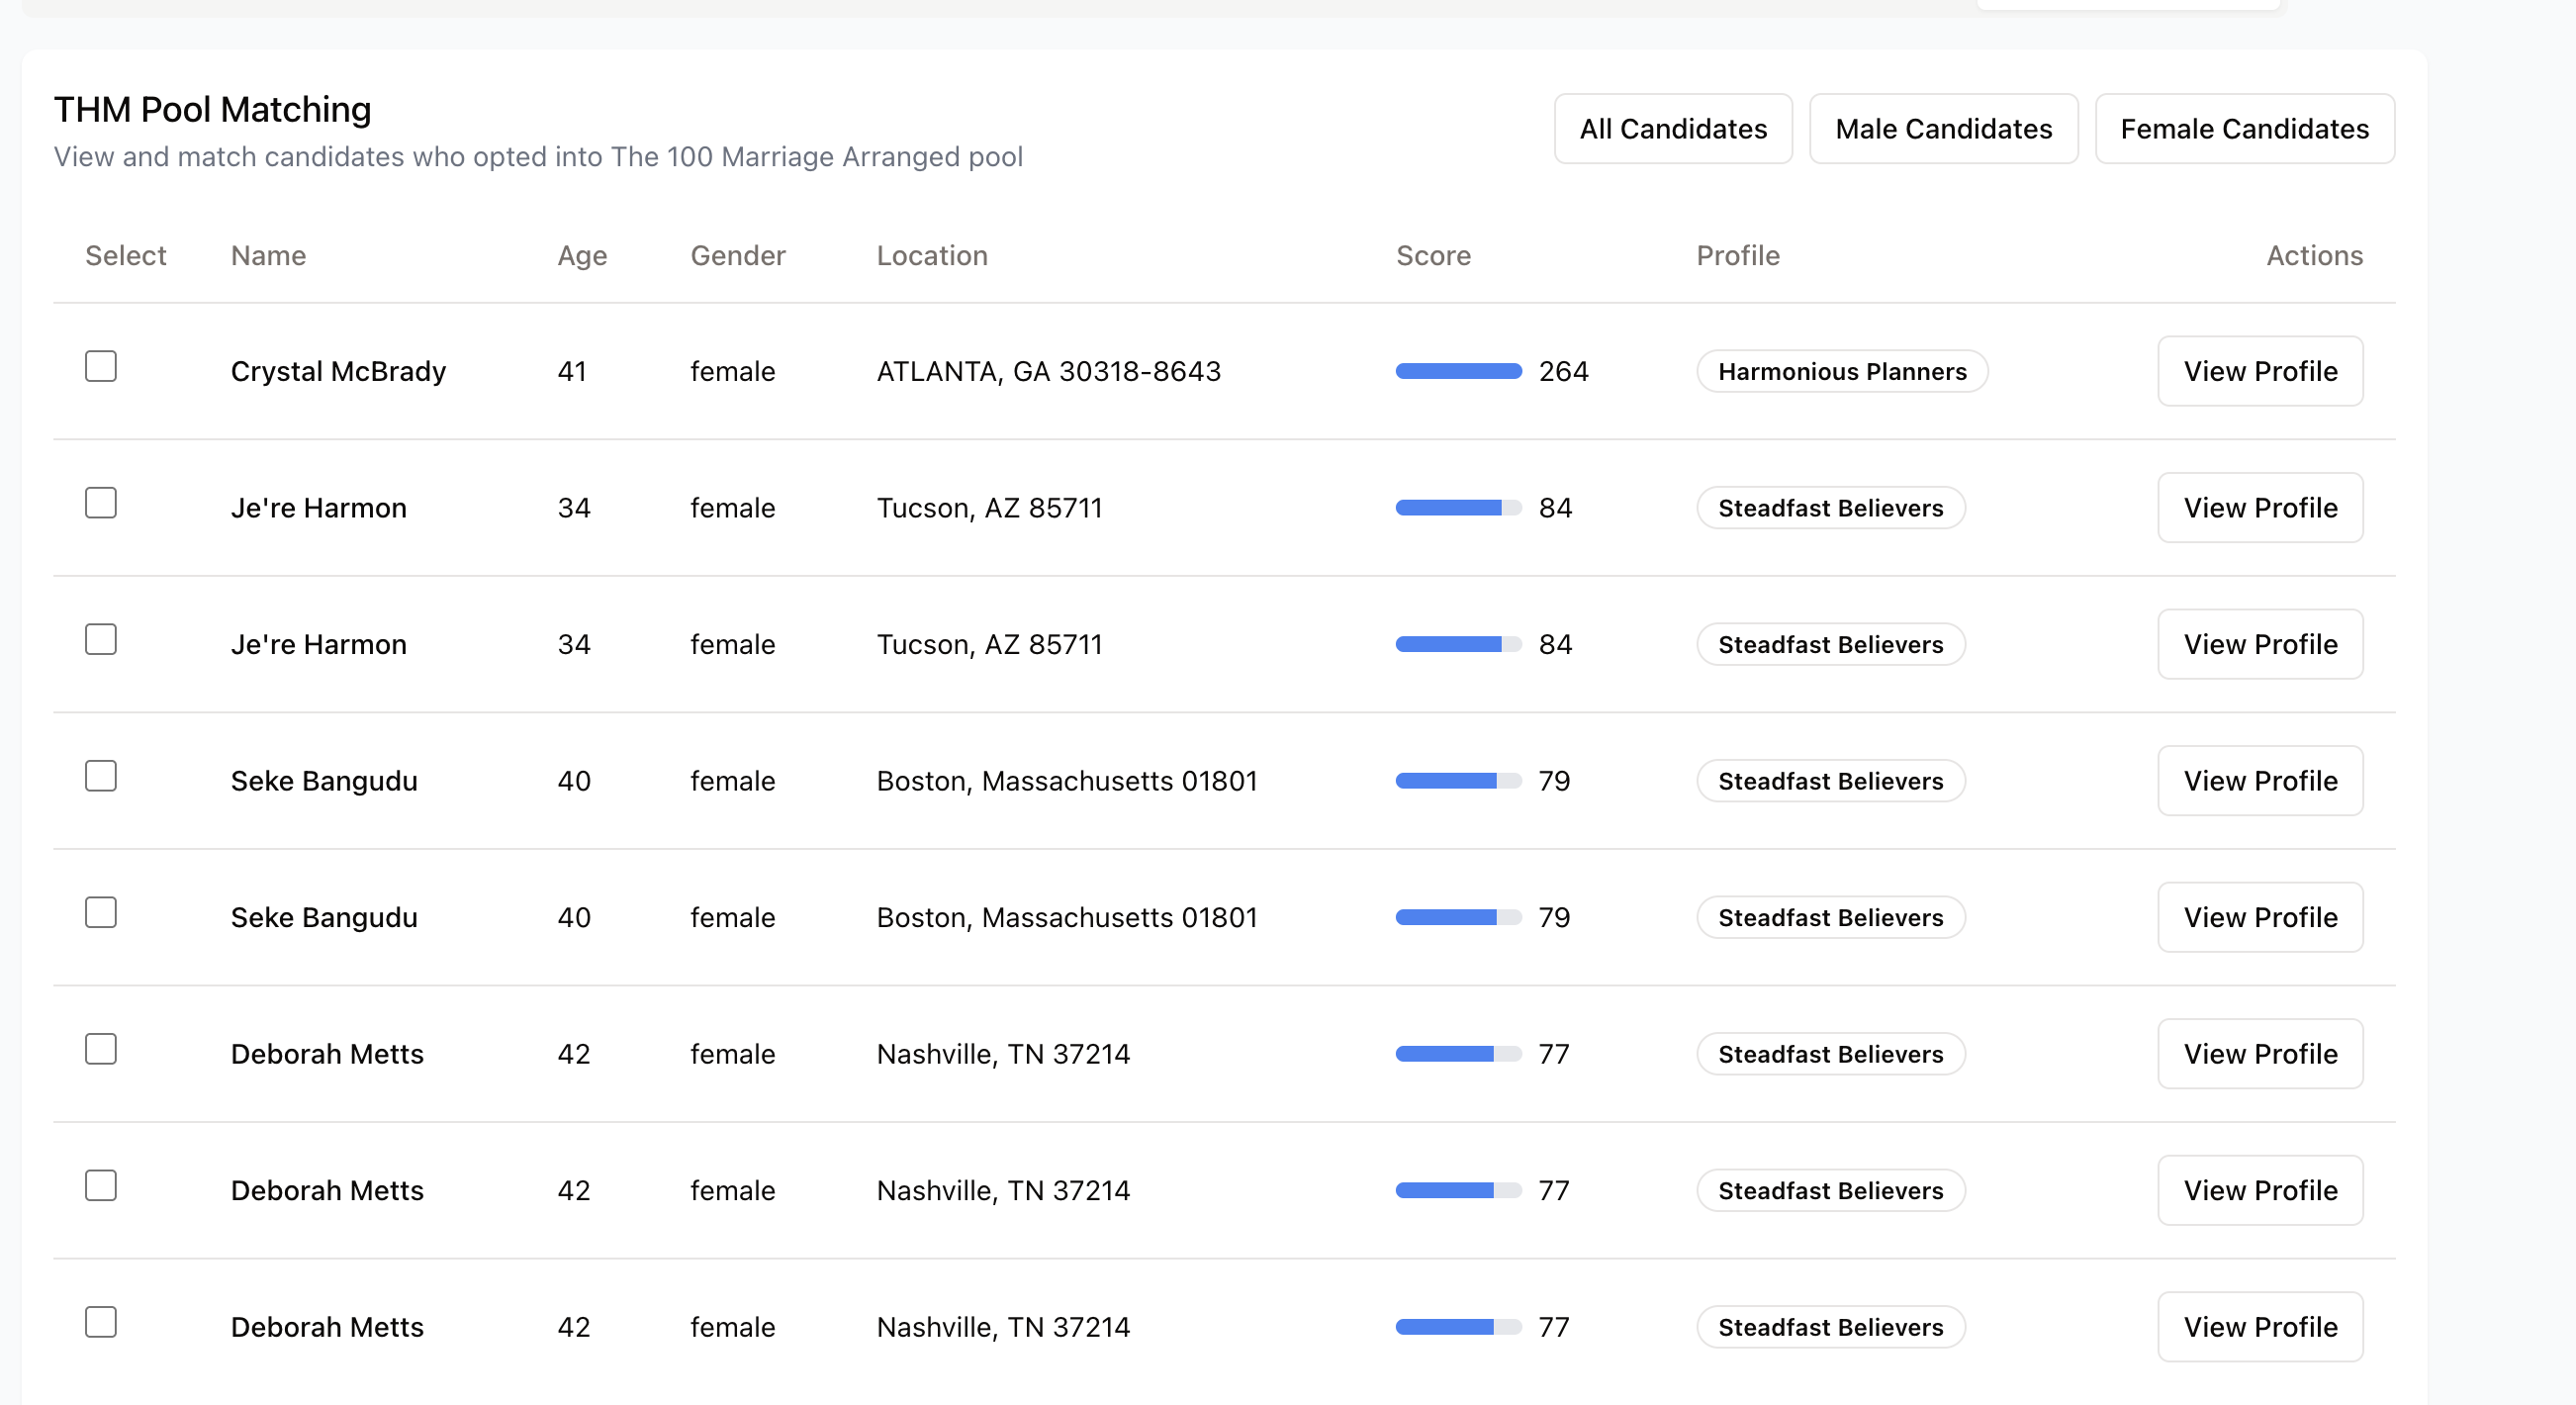 THM Pool Matching
View and match candidates who opted into The 100 Marriage Arranged pool
All Candidates Male Candidates Female Candidates
Select Name Age Gender Location Score Profile Actions
Crystal McBrady 41 female ATLANTA, GA 30318-8643 264 Harmonious Planners View Profile
Je're Harmon 34 female Tucson, AZ 85711 84 Steadfast Believers View Profile
Je're Harmon 34 female Tucson, AZ 85711 84 Steadfast Believers View Profile
Seke Bangudu 40 female Boston, Massachusetts 01801 79 Steadfast Believers View Profile
Seke Bangudu 40 female Boston, Massachusetts 01801 79 Steadfast Believers View Profile
Deborah Metts 42 female Nashville, TN 37214 77 Steadfast Believers View Profile
Deborah Metts 42 female Nashville, TN 37214 77 Steadfast Believers View Profile
Deborah Metts 42 female Nashville, TN 37214 77 Steadfast Believers View Profile